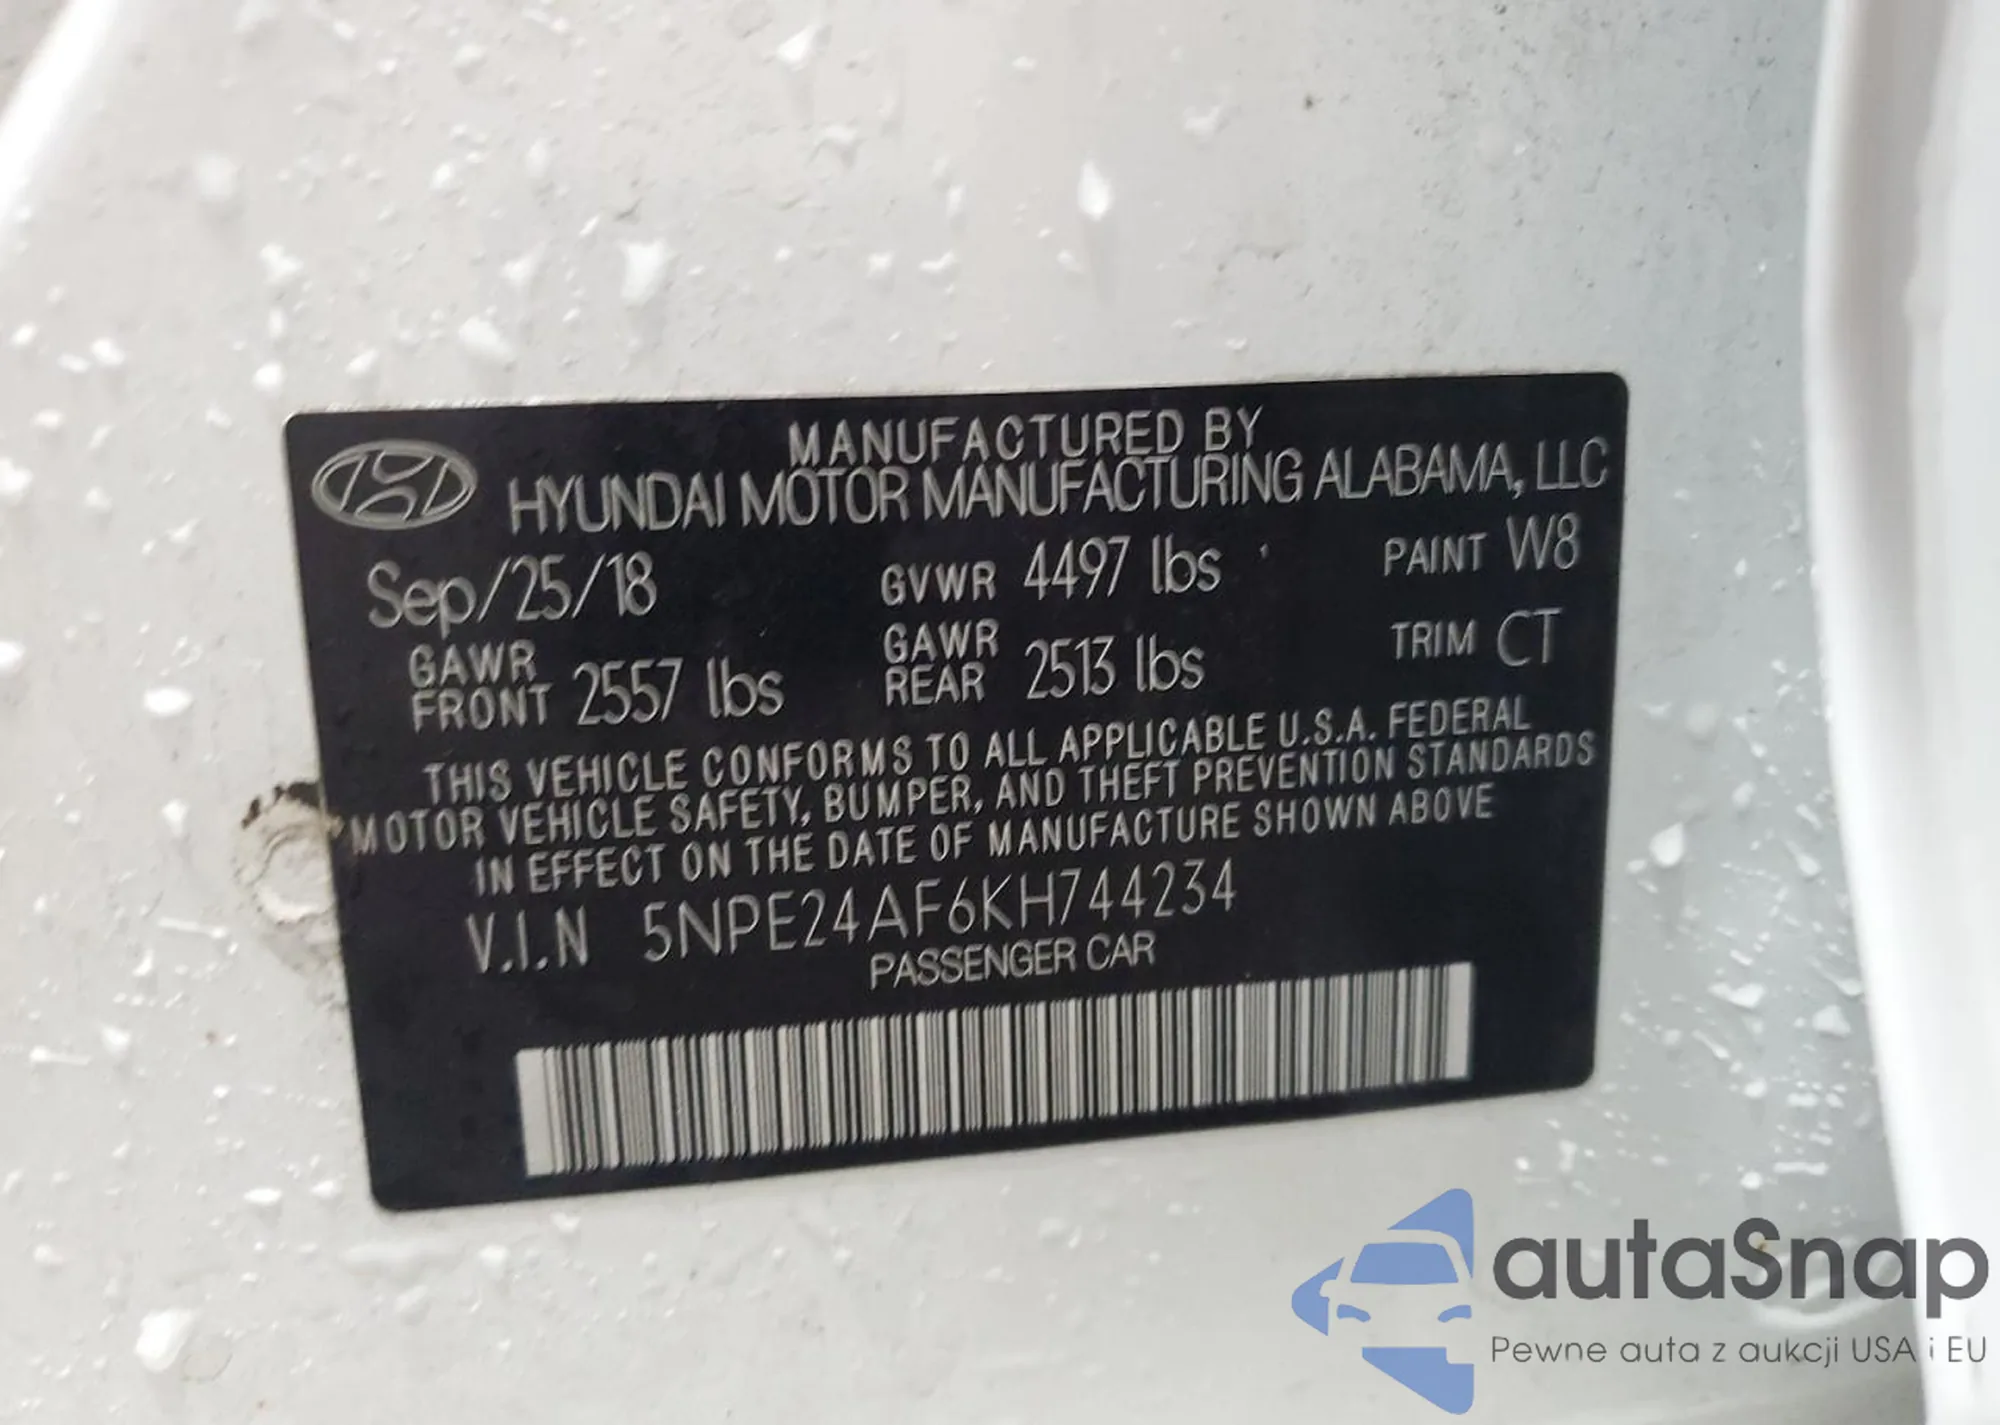 MANUFACTURED BY
HYUNDAI MOTOR MANUFACTURING ALABAMA, LLC
Sep/25/18 GVWR 4497 lbs PAINT W8
GAWR FRONT 2557 lbs GAWR REAR 2513 lbs TRIM CT
THIS VEHICLE CONFORMS TO ALL APPLICABLE U.S.A. FEDERAL
MOTOR VEHICLE SAFETY, BUMPER, AND THEFT PREVENTION STANDARDS
IN EFFECT ON THE DATE OF MANUFACTURE SHOWN ABOVE
V.I.N 5NPE24AF6KH744234
PASSENGER CAR
autaSnap
Pewne auta z aukcji USA i EU